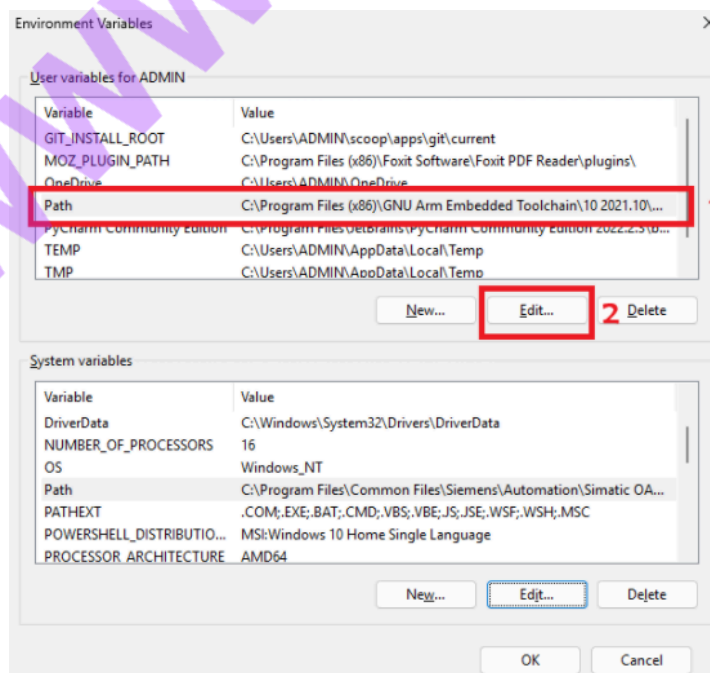 Environment Variables
User variables for ADMIN
Variable Value
GIT_INSTALL_ROOT C:\Users\ADMIN\scoop\apps\git\current
MOZ_PLUGIN_PATH C:\Program Files (x86)\Foxit Software\Foxit PDF Reader\plugins\
OneDrive C:\Users\ADMIN\OneDrive
Path C:\Program Files (x86)\GNU Arm Embedded Toolchain\10 2021.10\...
PyCharm Community Edition C:\Program Files\JetBrains\PyCharm Community Edition 2022.2.3\b...
TEMP C:\Users\ADMIN\AppData\Local\Temp
TMP C:\Users\ADMIN\AppData\Local\Temp
New... Edit... 2 Delete
System variables
Variable Value
DriverData C:\Windows\System32\Drivers\DriverData
NUMBER_OF_PROCESSORS 16
OS Windows_NT
Path C:\Program Files\Common Files\Siemens\Automation\Simatic OA...
PATHEXT .COM;.EXE;.BAT;.CMD;.VBS;.VBE;.JS;.JSE;.WSF;.WSH;.MSC
POWERSHELL_DISTRIBUTIO... MSI:Windows 10 Home Single Language
PROCESSOR_ARCHITECTURE AMD64
New... Edit... Delete
OK Cancel